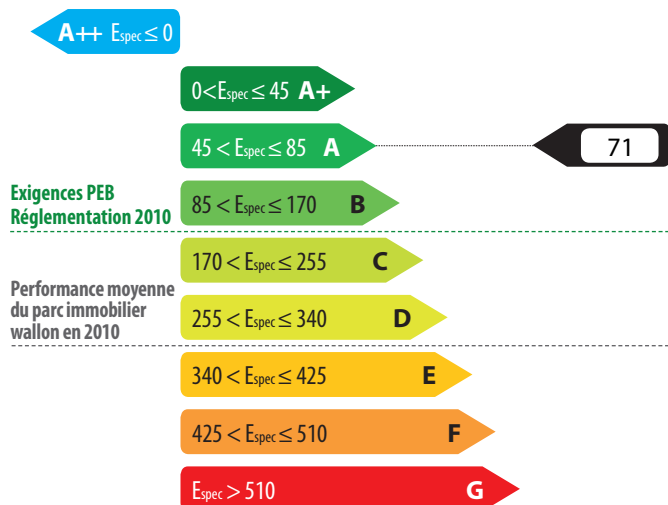 A++ Espec ≤ 0
0<Espec ≤ 45 A+
45 < Espec ≤ 85 A
71
Exigences PEB
Réglementation 2010
85 < Espec ≤ 170 B
170 < Espec ≤ 255 C
Performance moyenne
du parc immobilier
wallon en 2010
255 < Espec ≤ 340 D
340 < Espec ≤ 425 E
425 < Espec ≤ 510 F
Espec > 510 G